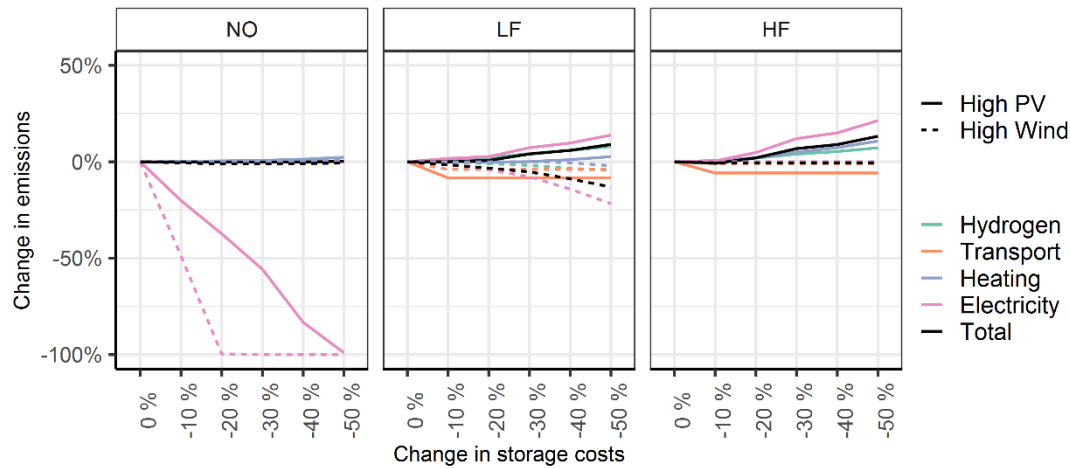 NO
LF
HF
50%
0%
-50%
-100%
Change in emissions
0 %
-10 %
-20 %
-30 %
-40 %
-50 %
0 %
-10 %
-20 %
-30 %
-40 %
-50 %
0 %
-10 %
-20 %
-30 %
-40 %
-50 %
Change in storage costs
High PV
High Wind
Hydrogen
Transport
Heating
Electricity
Total